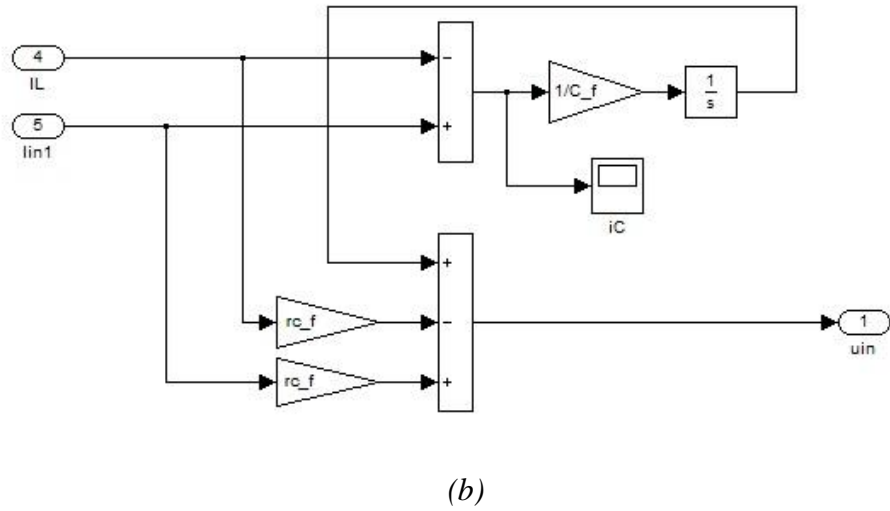 4
IL
-
1/C_f
1
s
5
Iin1
+
iC
+
rc_f
-
1
uin
rc_f
+
(b)